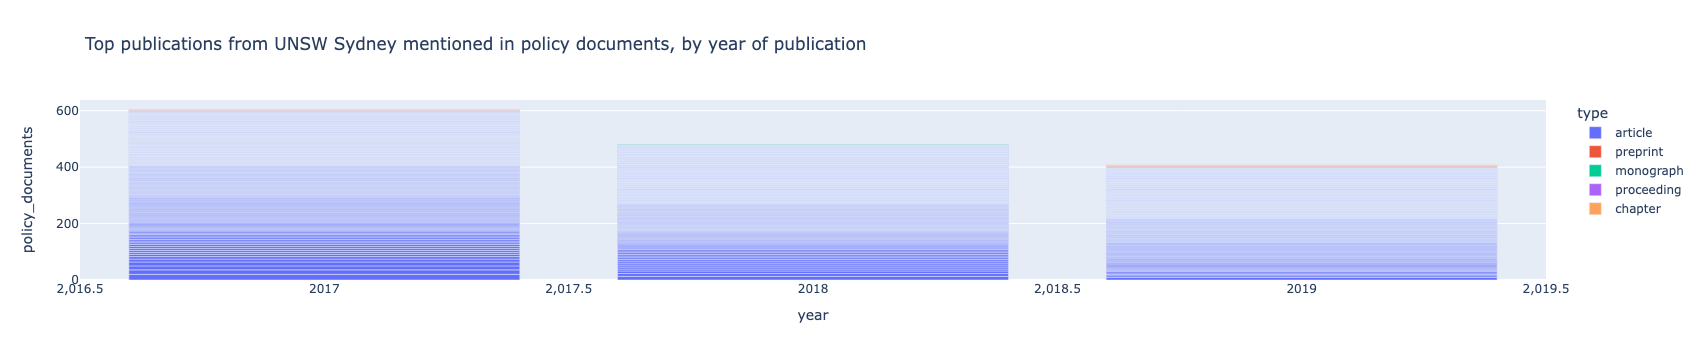 Top publications from UNSW Sydney mentioned in policy documents, by year of publication
policy_documents
600
400
200
0
2,016.5
2017
2,017.5
2018
2,018.5
2019
2,019.5
year
type
article
preprint
monograph
proceeding
chapter